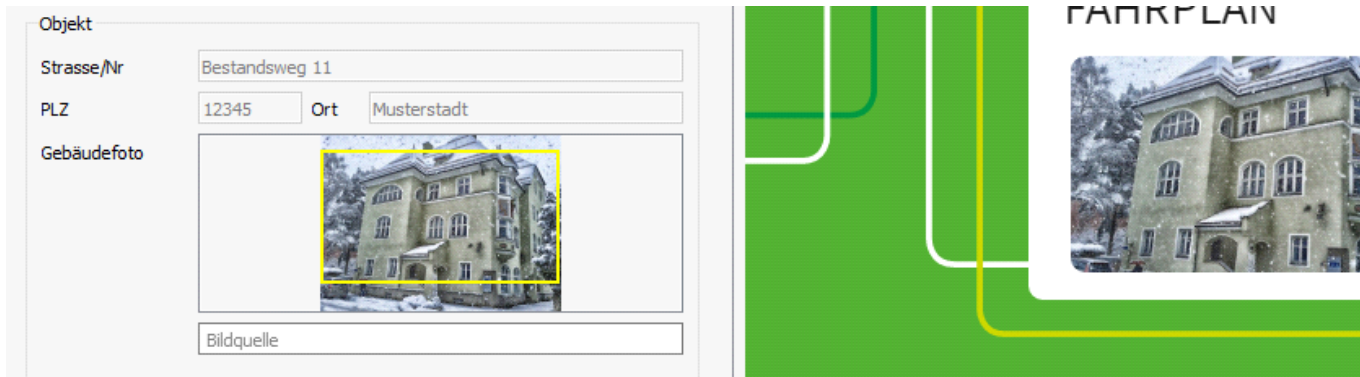 Objekt
Strasse/Nr
Bestandsweg 11
PLZ
12345
Ort
Musterstadt
Gebäudefoto
Bildquelle
FAHRPLAN